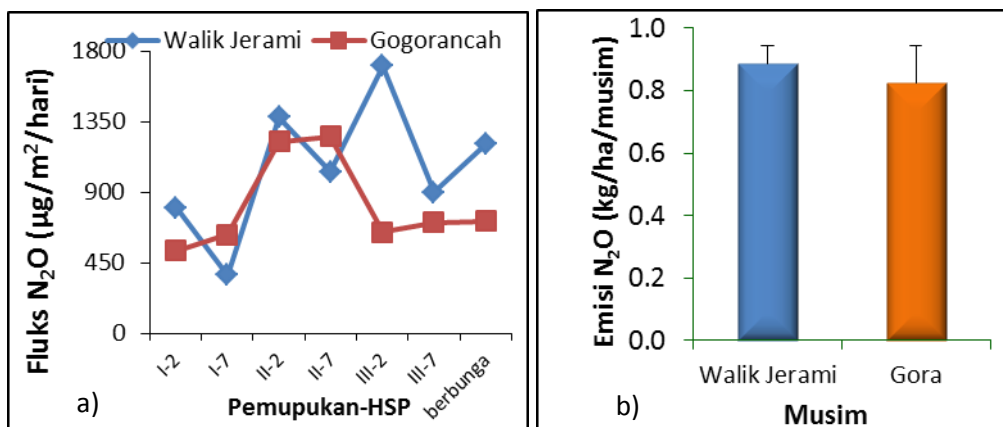 Walik Jerami Gogorancah
Fluks N₂O (µg/m²/hari)
1800
1350
900
450
0
I-2 I-7 II-2 II-7 III-2 III-7 berbunga
a) Pemupukan-HSP
Emisi N₂O (kg/ha/musim)
1.0
0.8
0.6
0.4
0.2
0.0
Walik Jerami Gora
b) Musim